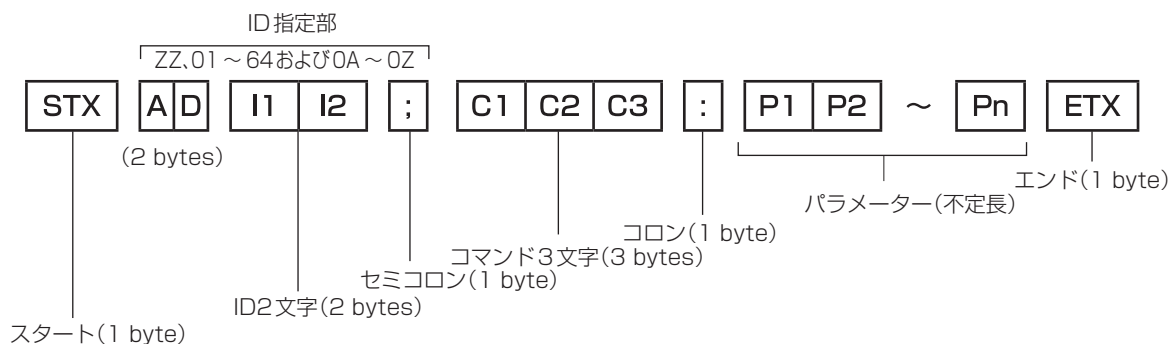 ID指定部
ZZ、01～64および0A～0Z
STX A D I1 I2 ; C1 C2 C3 : P1 P2 ～ Pn ETX
(2 bytes)
エンド(1 byte)
パラメーター(不定長)
コロン(1 byte)
コマンド3文字(3 bytes)
セミコロン(1 byte)
ID2文字(2 bytes)
スタート(1 byte)